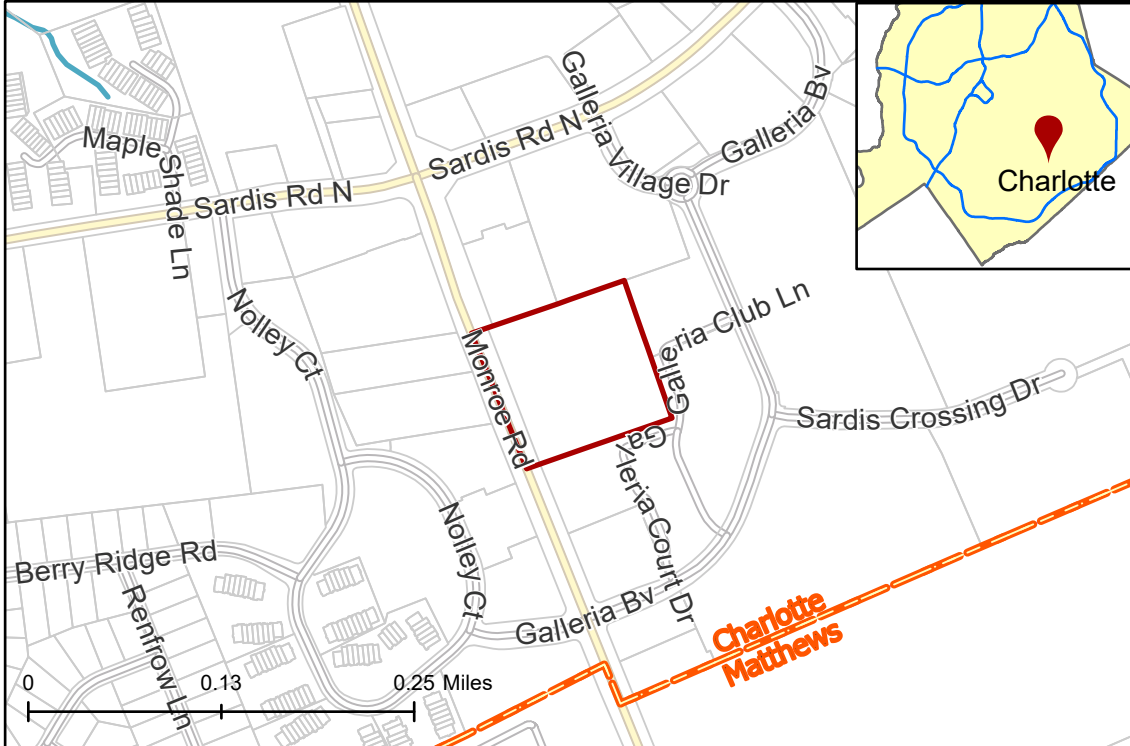 Galleria Village Dr
Galleria Bv
Charlotte
Maple Shade Ln
Sardis Rd N
Sardis Rd N
Nolley Ct
Monroe Rd
Galleria Club Ln
Sardis Crossing Dr
Galleria Court Dr
Nolley Ct
Berry Ridge Rd
Renfrow Ln
Galleria Bv
Charlotte
Matthews
0 0.13 0.25 Miles